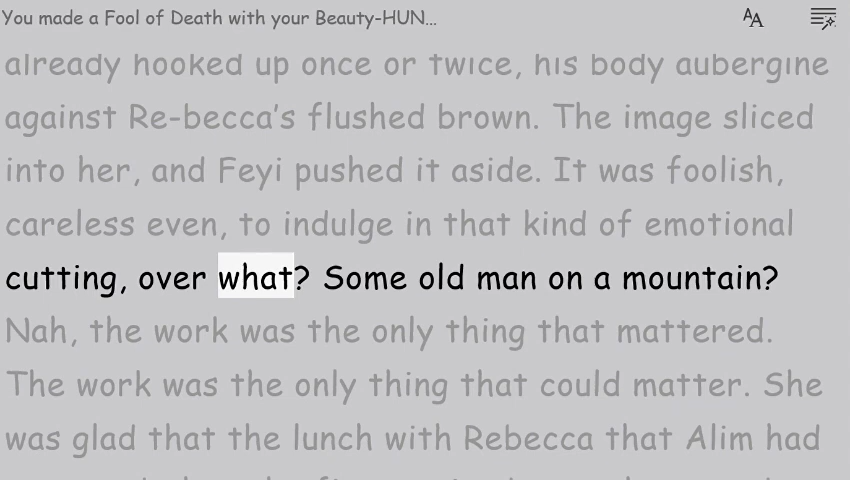 You made a Fool of Death with your Beauty-HUN...
already hooked up once or twice, his body aubergine
against Re-becca's flushed brown. The image sliced
into her, and Feyi pushed it aside. It was foolish,
careless even, to indulge in that kind of emotional
cutting, over what? Some old man on a mountain?
Nah, the work was the only thing that mattered.
The work was the only thing that could matter. She
was glad that the lunch with Rebecca that Alim had